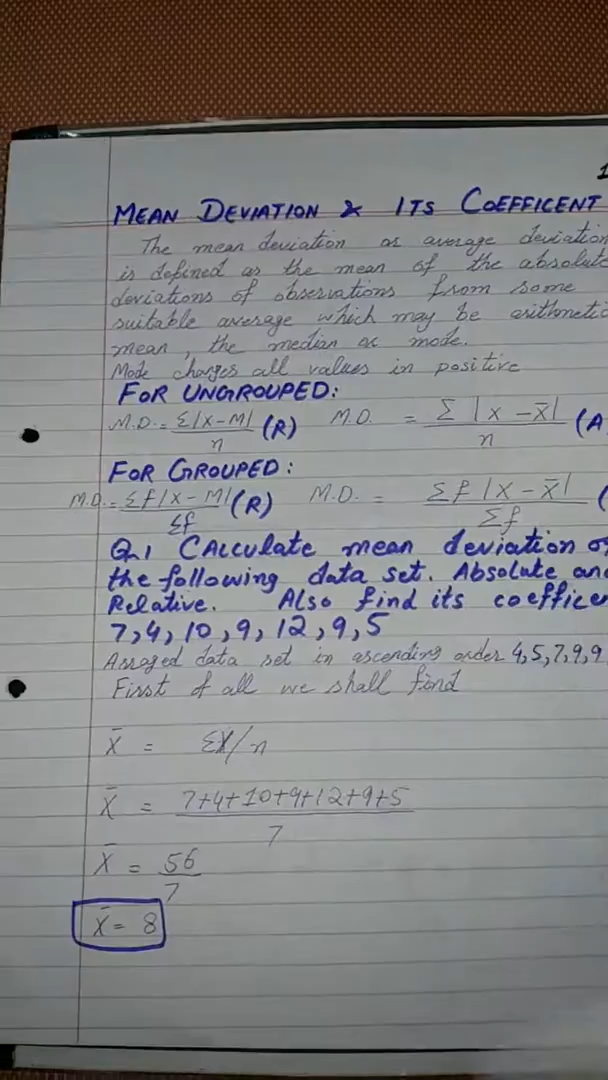 1
MEAN DEVIATION & ITS COEFFICENT
The mean deviation or average deviation
is defined as the mean of the absolute
deviations of observations from some
suitable average which may be arithmetic
mean, the median or mode.
Mode changes all values in positive
FOR UNGROUPED:
M.D. = Σ|X-M|/n (R) M.D. = Σ|X-X̄|/n (A
FOR GROUPED:
M.D. = Σf|X-M|/Σf (R) M.D. = Σf|X-X̄|/Σf (
Q.1 CAlcculate mean deviation of
the following data set. Absolute and
Relative. Also find its coefficen
7,4,10,9,12,9,5
Arraged data set in ascending order 4,5,7,9,9
First of all we shall find
X̄ = ΣX/n
X̄ = 7+4+10+9+12+9+5/7
X̄ = 56/7
X̄ = 8